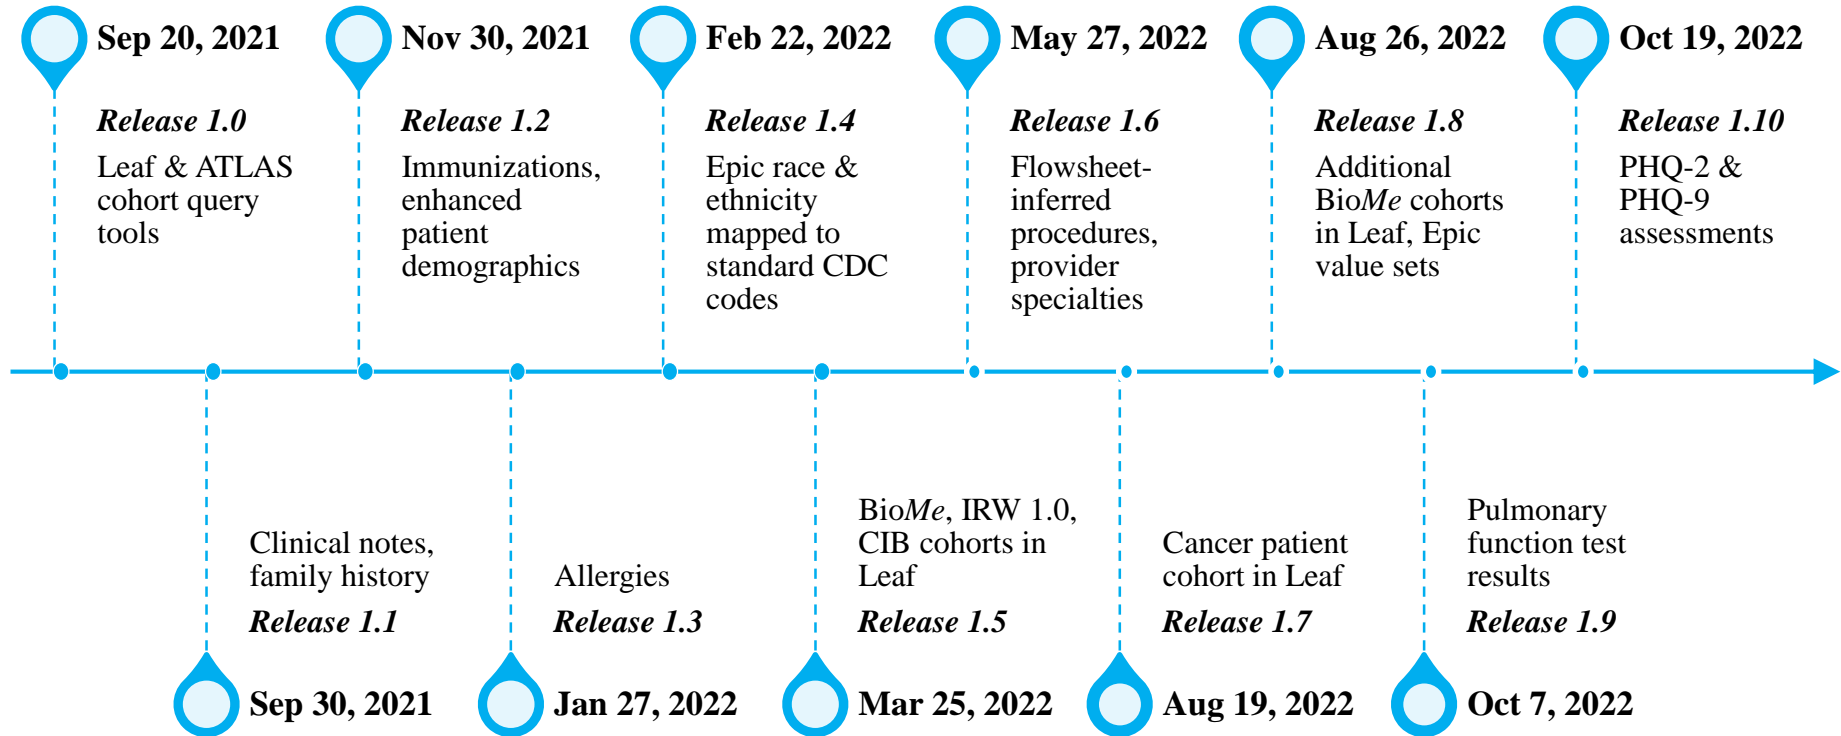 Sep 20, 2021
Release 1.0
Leaf & ATLAS
cohort query
tools
Nov 30, 2021
Release 1.2
Immunizations,
enhanced
patient
demographics
Feb 22, 2022
Release 1.4
Epic race &
ethnicity
mapped to
standard CDC
codes
May 27, 2022
Release 1.6
Flowsheet-
inferred
procedures,
provider
specialties
Aug 26, 2022
Release 1.8
Additional
BioMe cohorts
in Leaf, Epic
value sets
Oct 19, 2022
Release 1.10
PHQ-2 &
PHQ-9
assessments
Clinical notes,
family history
Release 1.1
Sep 30, 2021
Allergies
Release 1.3
Jan 27, 2022
BioMe, IRW 1.0,
CIB cohorts in
Leaf
Release 1.5
Mar 25, 2022
Cancer patient
cohort in Leaf
Release 1.7
Aug 19, 2022
Pulmonary
function test
results
Release 1.9
Oct 7, 2022